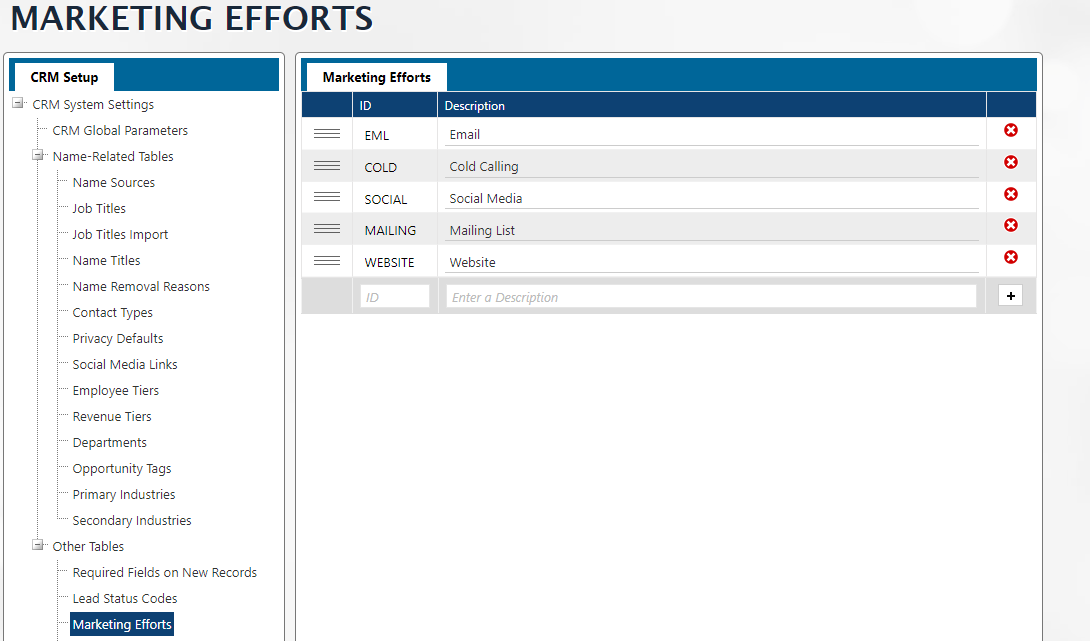 MARKETING EFFORTS
CRM Setup
CRM System Settings
CRM Global Parameters
Name-Related Tables
Name Sources
Job Titles
Job Titles Import
Name Titles
Name Removal Reasons
Contact Types
Privacy Defaults
Social Media Links
Employee Tiers
Revenue Tiers
Departments
Opportunity Tags
Primary Industries
Secondary Industries
Other Tables
Required Fields on New Records
Lead Status Codes
Marketing Efforts
Marketing Efforts
ID Description
EML Email
COLD Cold Calling
SOCIAL Social Media
MAILING Mailing List
WEBSITE Website
ID Enter a Description